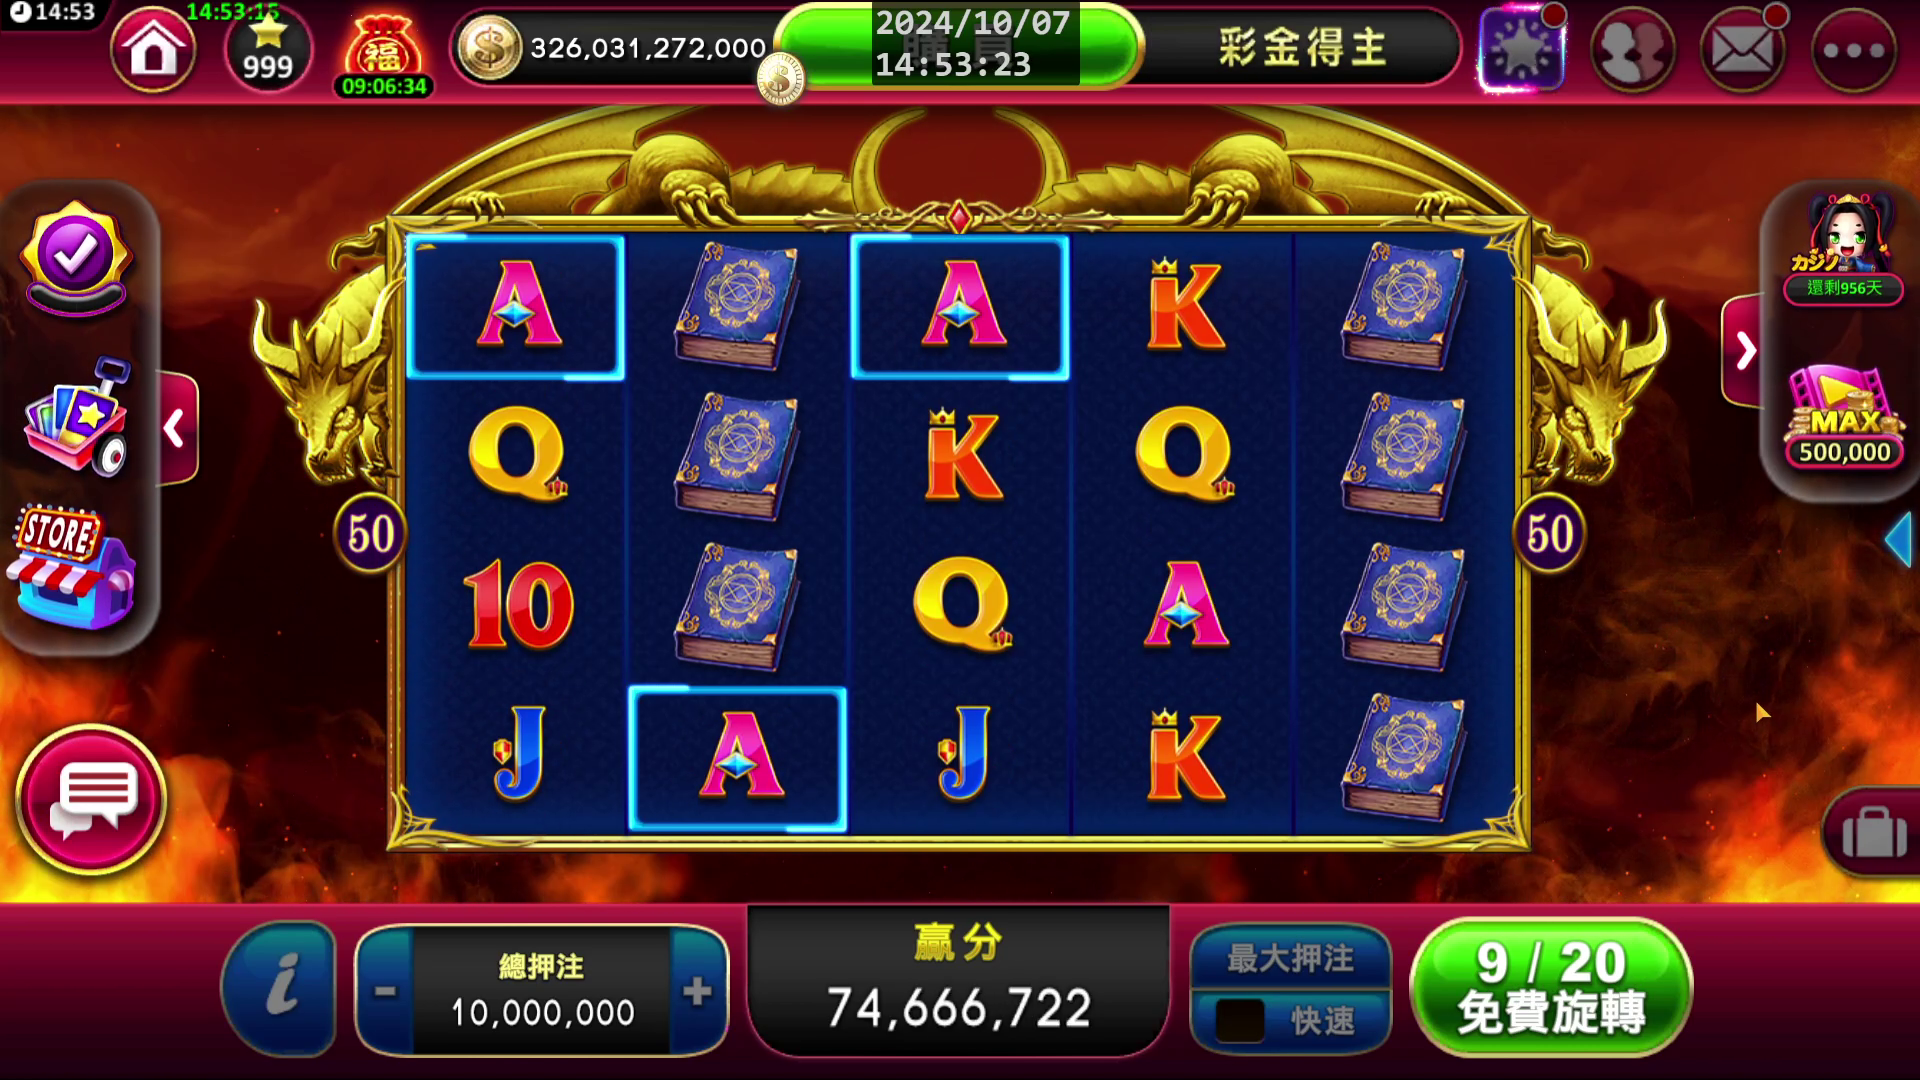 14:53
14:53:15
999
福
09:06:34
326,031,272,000
2024/10/07
14:53:23
彩金得主
カジノ
還剩956天
MAX
500,000
STORE
50
50
A
A
K
Q
K
Q
10
Q
A
J
A
J
K
i
-
總押注
10,000,000
+
贏分
74,666,722
最大押注
快速
9 / 20
免費旋轉